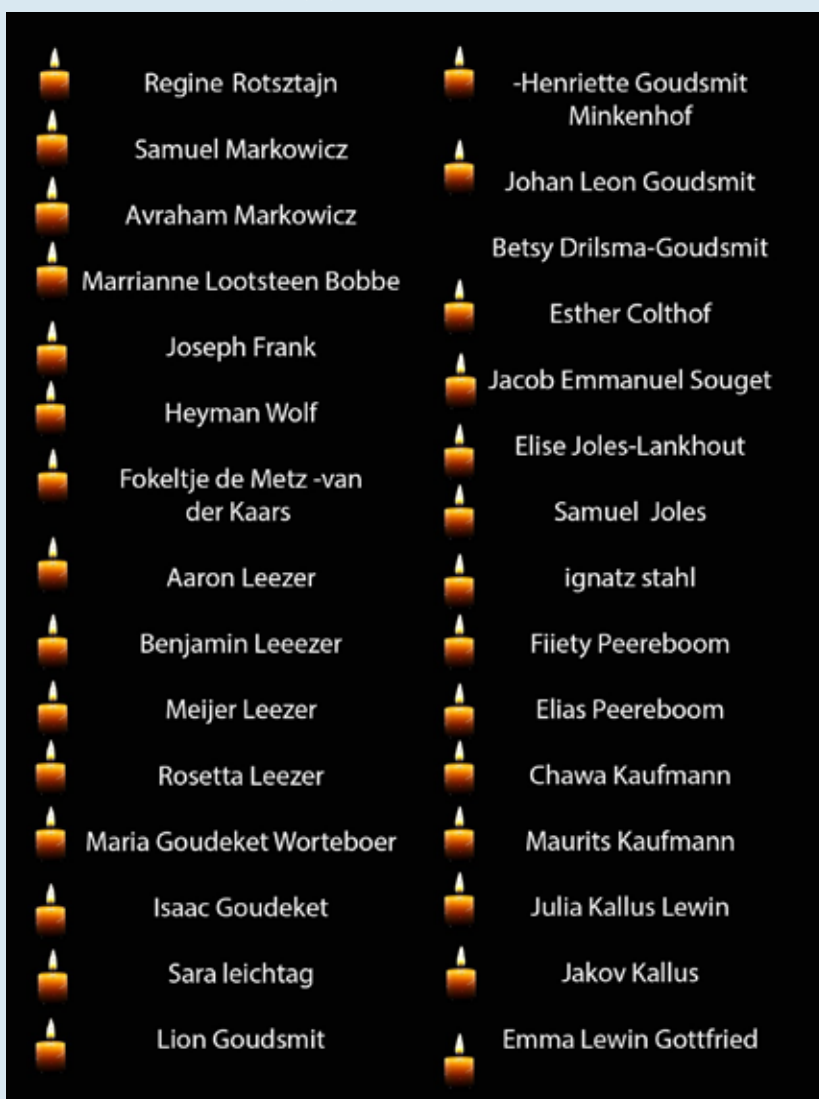 Regine Rotsztajn
Samuel Markowicz
Avraham Markowicz
Marrianne Lootsteen Bobbe
Joseph Frank
Heyman Wolf
Fokeltje de Metz -van
der Kaars
Aaron Leezer
Benjamin Leeezer
Meijer Leezer
Rosetta Leezer
Maria Goudeket Worteboer
Isaac Goudeket
Sara leichtag
Lion Goudsmit
-Henriette Goudsmit
Minkenhof
Johan Leon Goudsmit
Betsy Drilsma-Goudsmit
Esther Colthof
Jacob Emmanuel Souget
Elise Joles-Lankhout
Samuel Joles
ignatz stahl
Fiiety Peereboom
Elias Peereboom
Chawa Kaufmann
Maurits Kaufmann
Julia Kallus Lewin
Jakov Kallus
Emma Lewin Gottfried